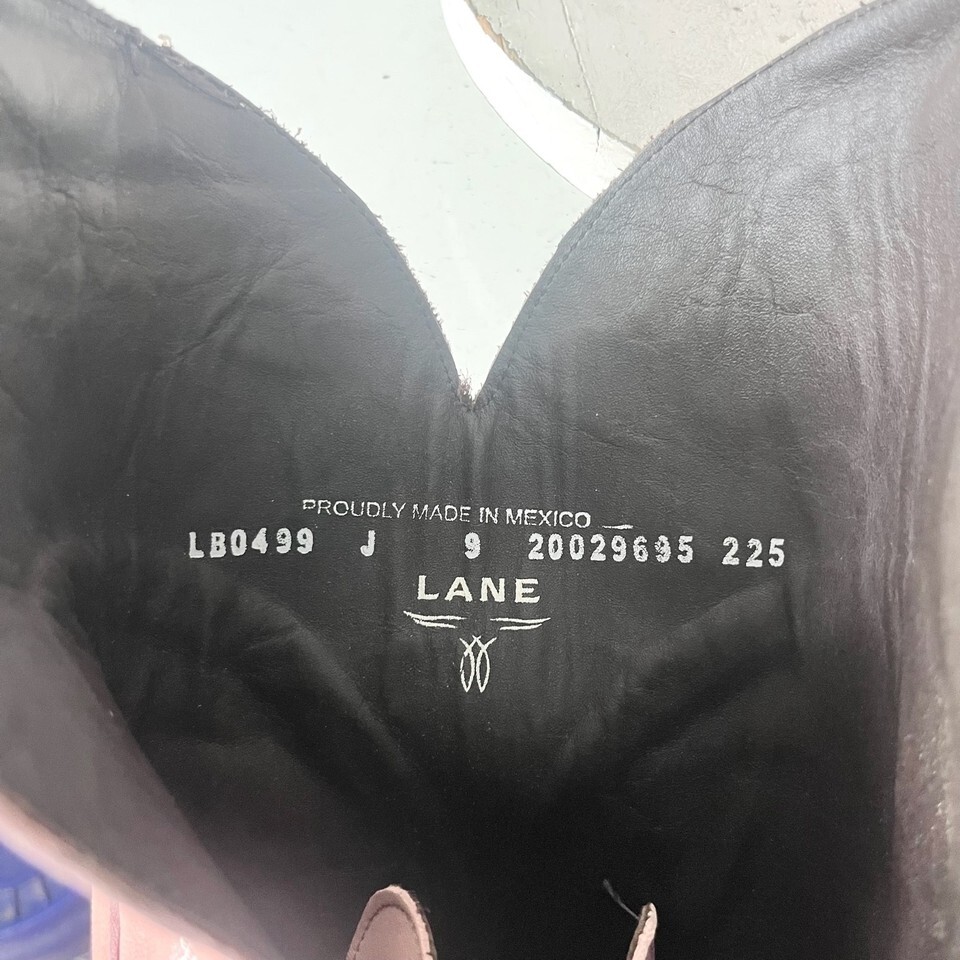 PROUDLY MADE IN MEXICO
LB0499 J 9 20029695 225
LANE